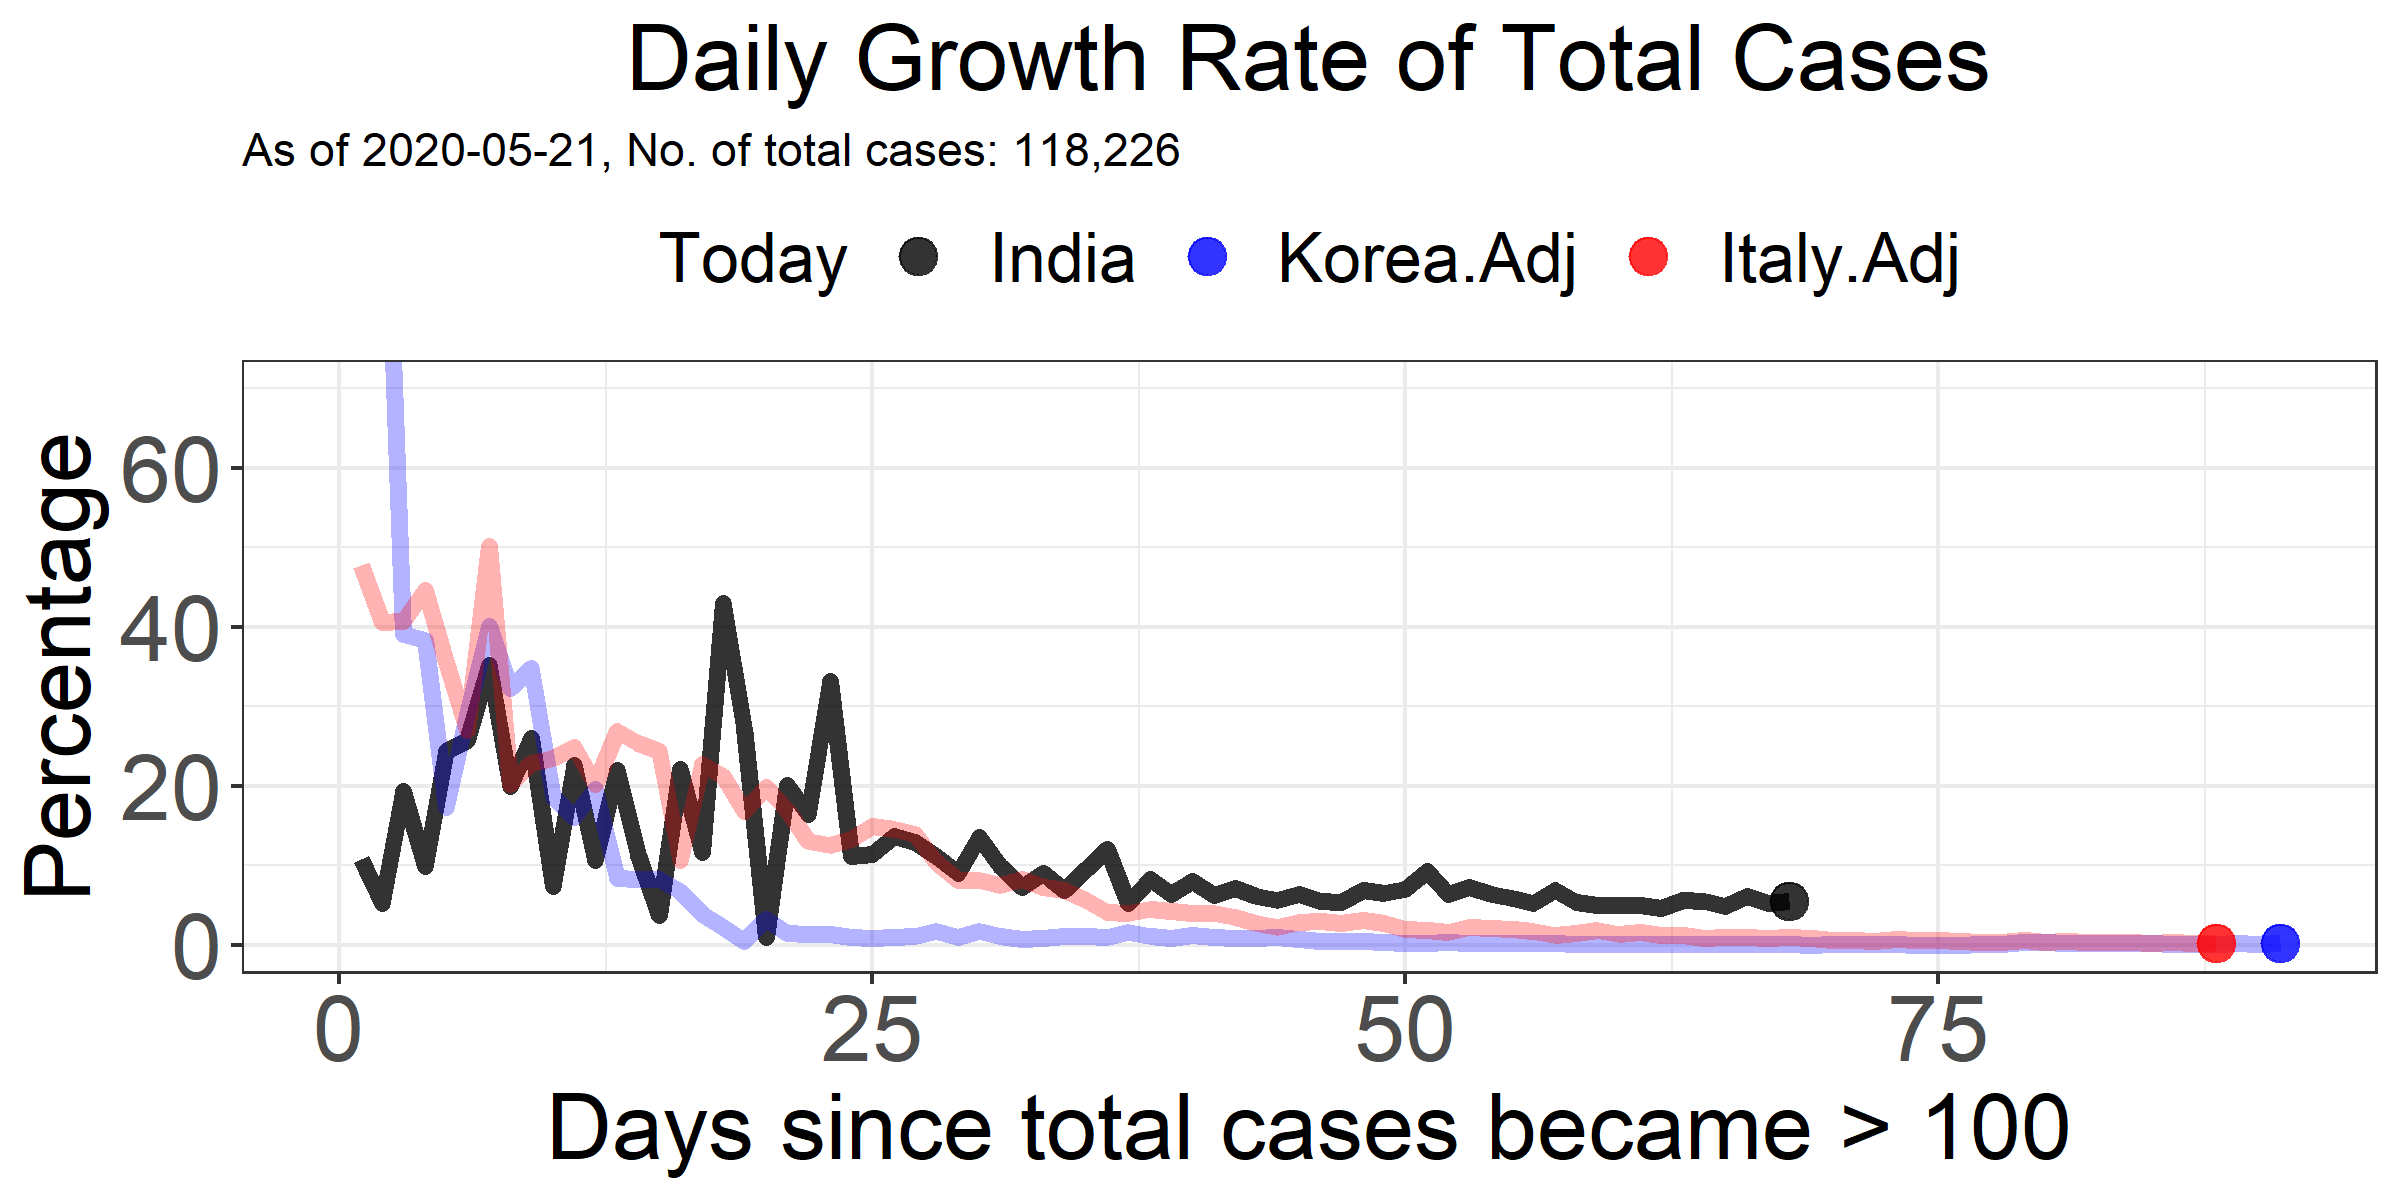 Daily Growth Rate of Total Cases
As of 2020-05-21, No. of total cases: 118,226
Today India Korea.Adj Italy.Adj
Percentage
60
40
20
0
0 25 50 75
Days since total cases became > 100